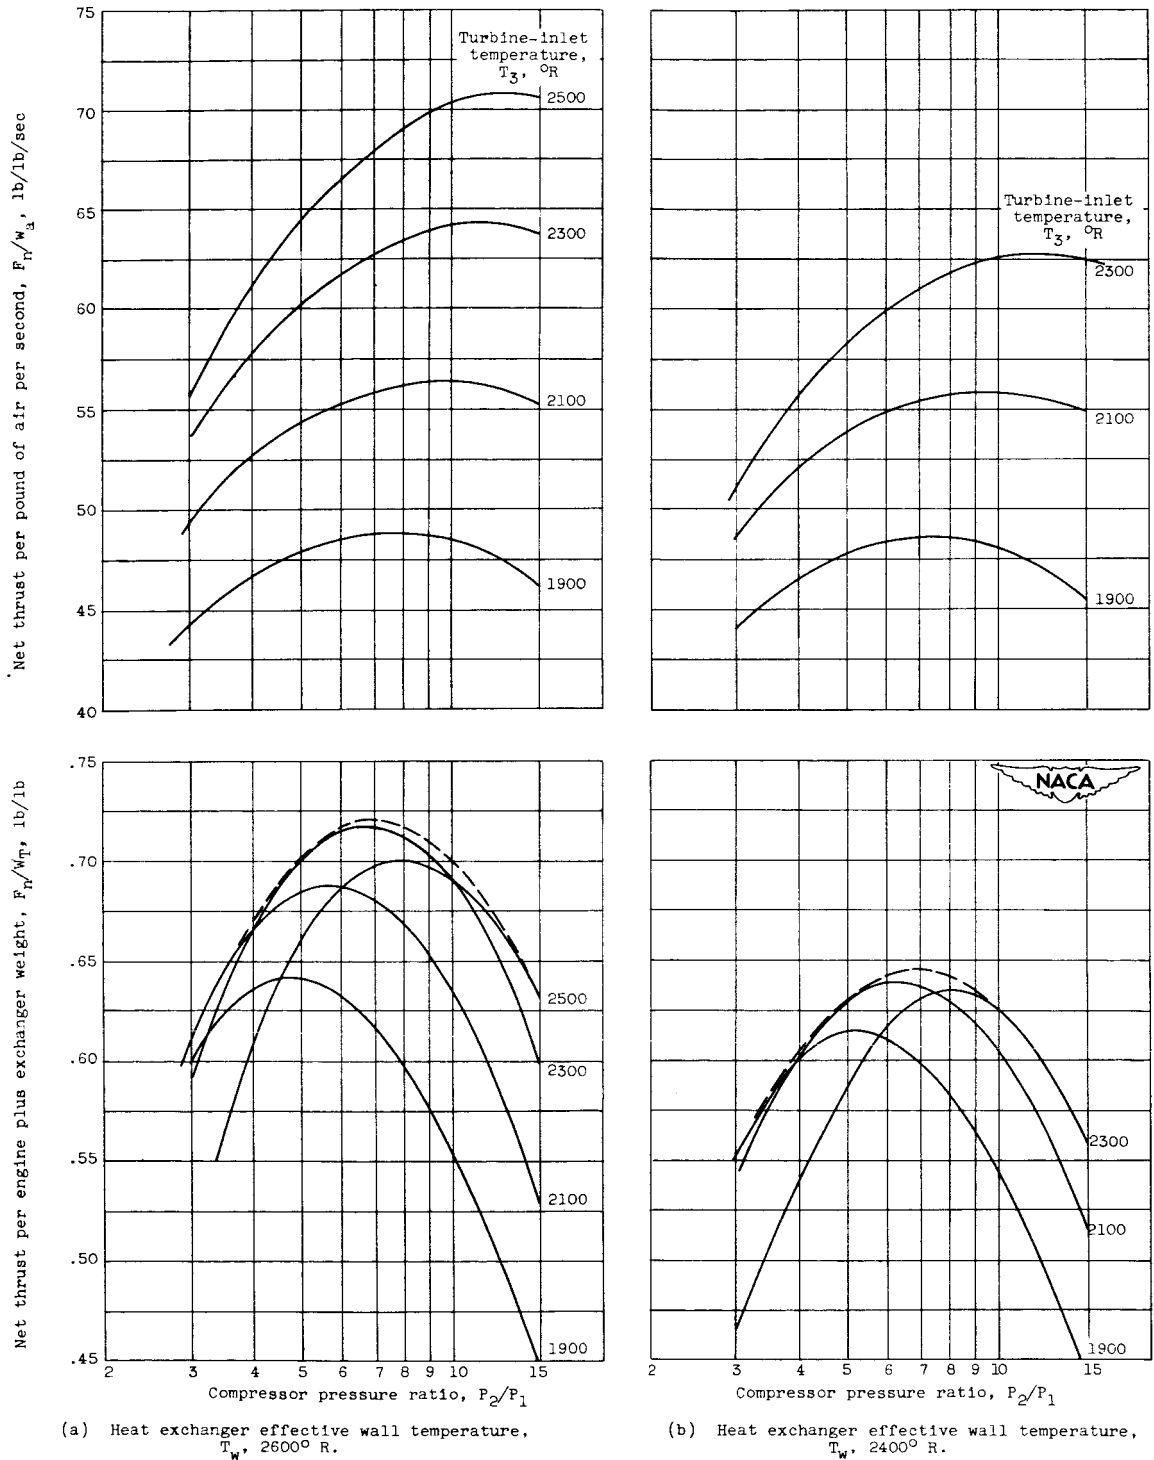 75
70
65
60
55
50
45
40
Net thrust per pound of air per second, Fn/wa, lb/lb/sec
Turbine-inlet
temperature,
T3, °R
2500
2300
2100
1900
Turbine-inlet
temperature,
T3, °R
2300
2100
1900
.75
.70
.65
.60
.55
.50
.45
Net thrust per engine plus exchanger weight, Fn/WT, lb/lb
2500
2300
2100
1900
2 3 4 5 6 7 8 9 10 15
Compressor pressure ratio, P2/P1
NACA
2300
2100
1900
2 3 4 5 6 7 8 9 10 15
Compressor pressure ratio, P2/P1
(a) Heat exchanger effective wall temperature,
Tw, 2600° R.
(b) Heat exchanger effective wall temperature,
Tw, 2400° R.